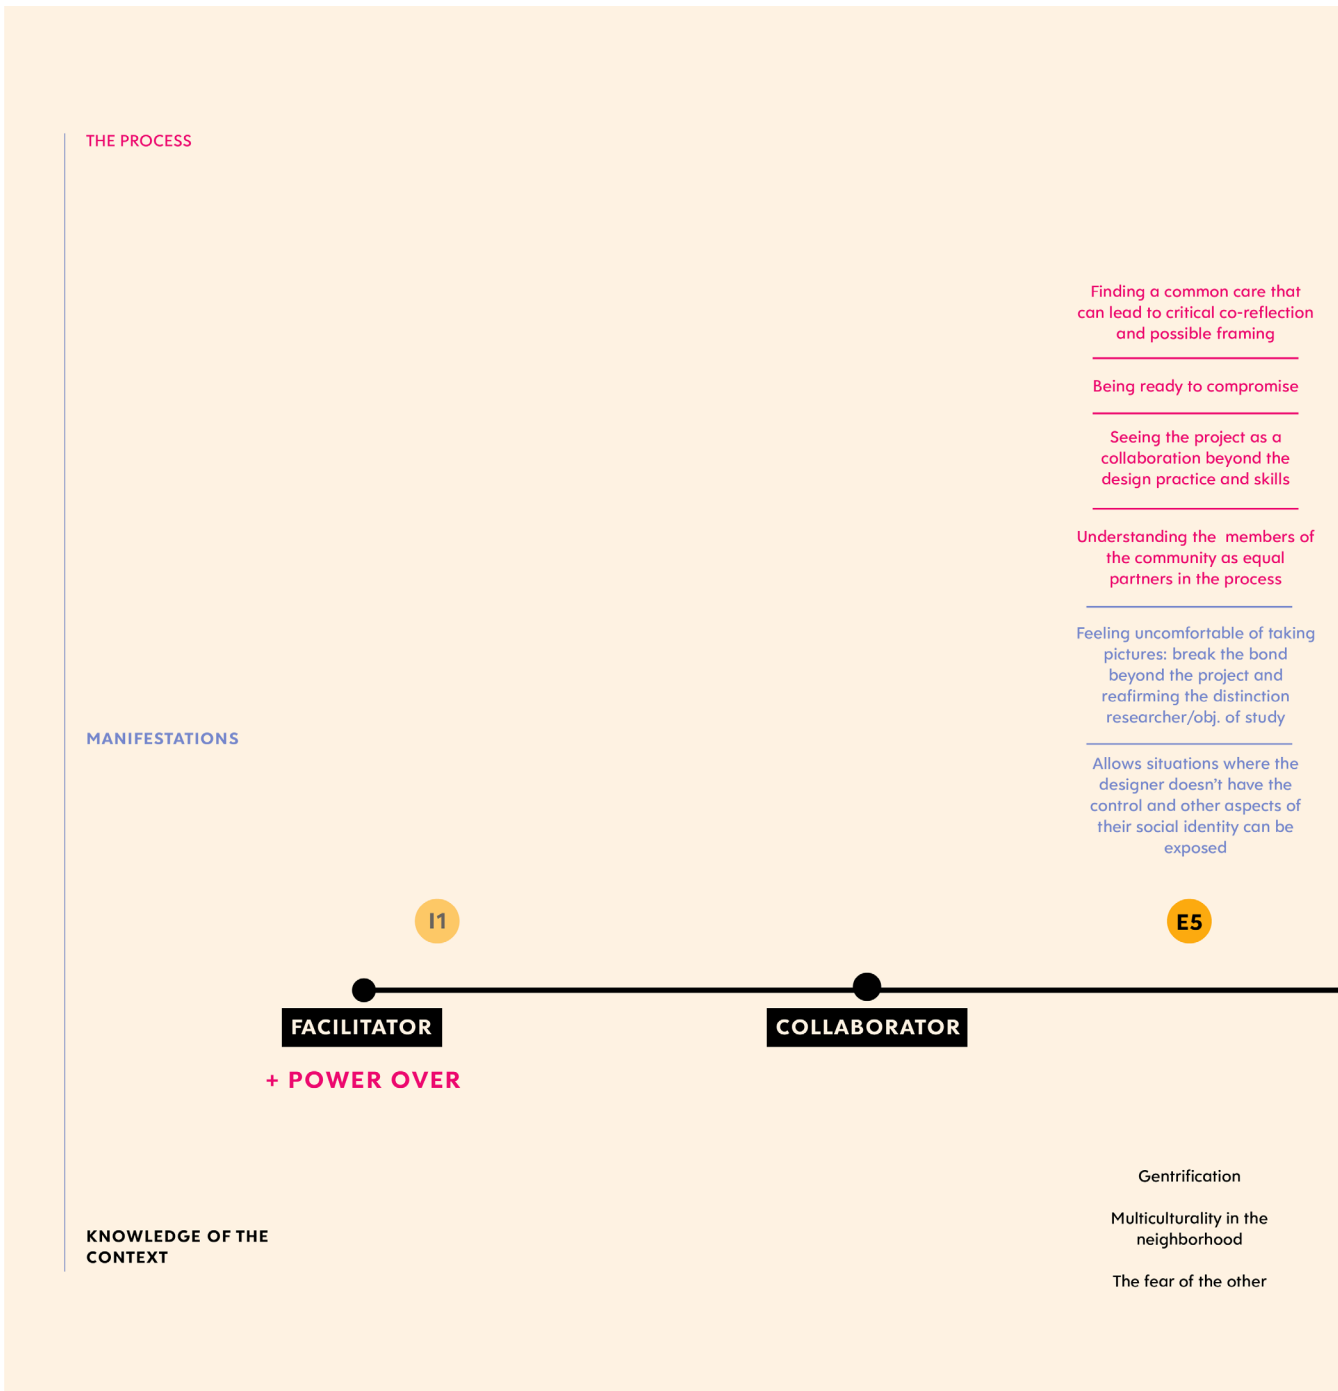 THE PROCESS
Finding a common care that
can lead to critical co-reflection
and possible framing
Being ready to compromise
Seeing the project as a
collaboration beyond the
design practice and skills
Understanding the  members of
the community as equal
partners in the process
Feeling uncomfortable of taking
pictures: break the bond
beyond the project and
reafirming the distinction
researcher/obj. of study
MANIFESTATIONS
Allows situations where the
designer doesn't have the
control and other aspects of
their social identity can be
exposed
I1
E5
FACILITATOR
COLLABORATOR
+ POWER OVER
Gentrification
Multiculturality in the
neighborhood
The fear of the other
KNOWLEDGE OF THE
CONTEXT